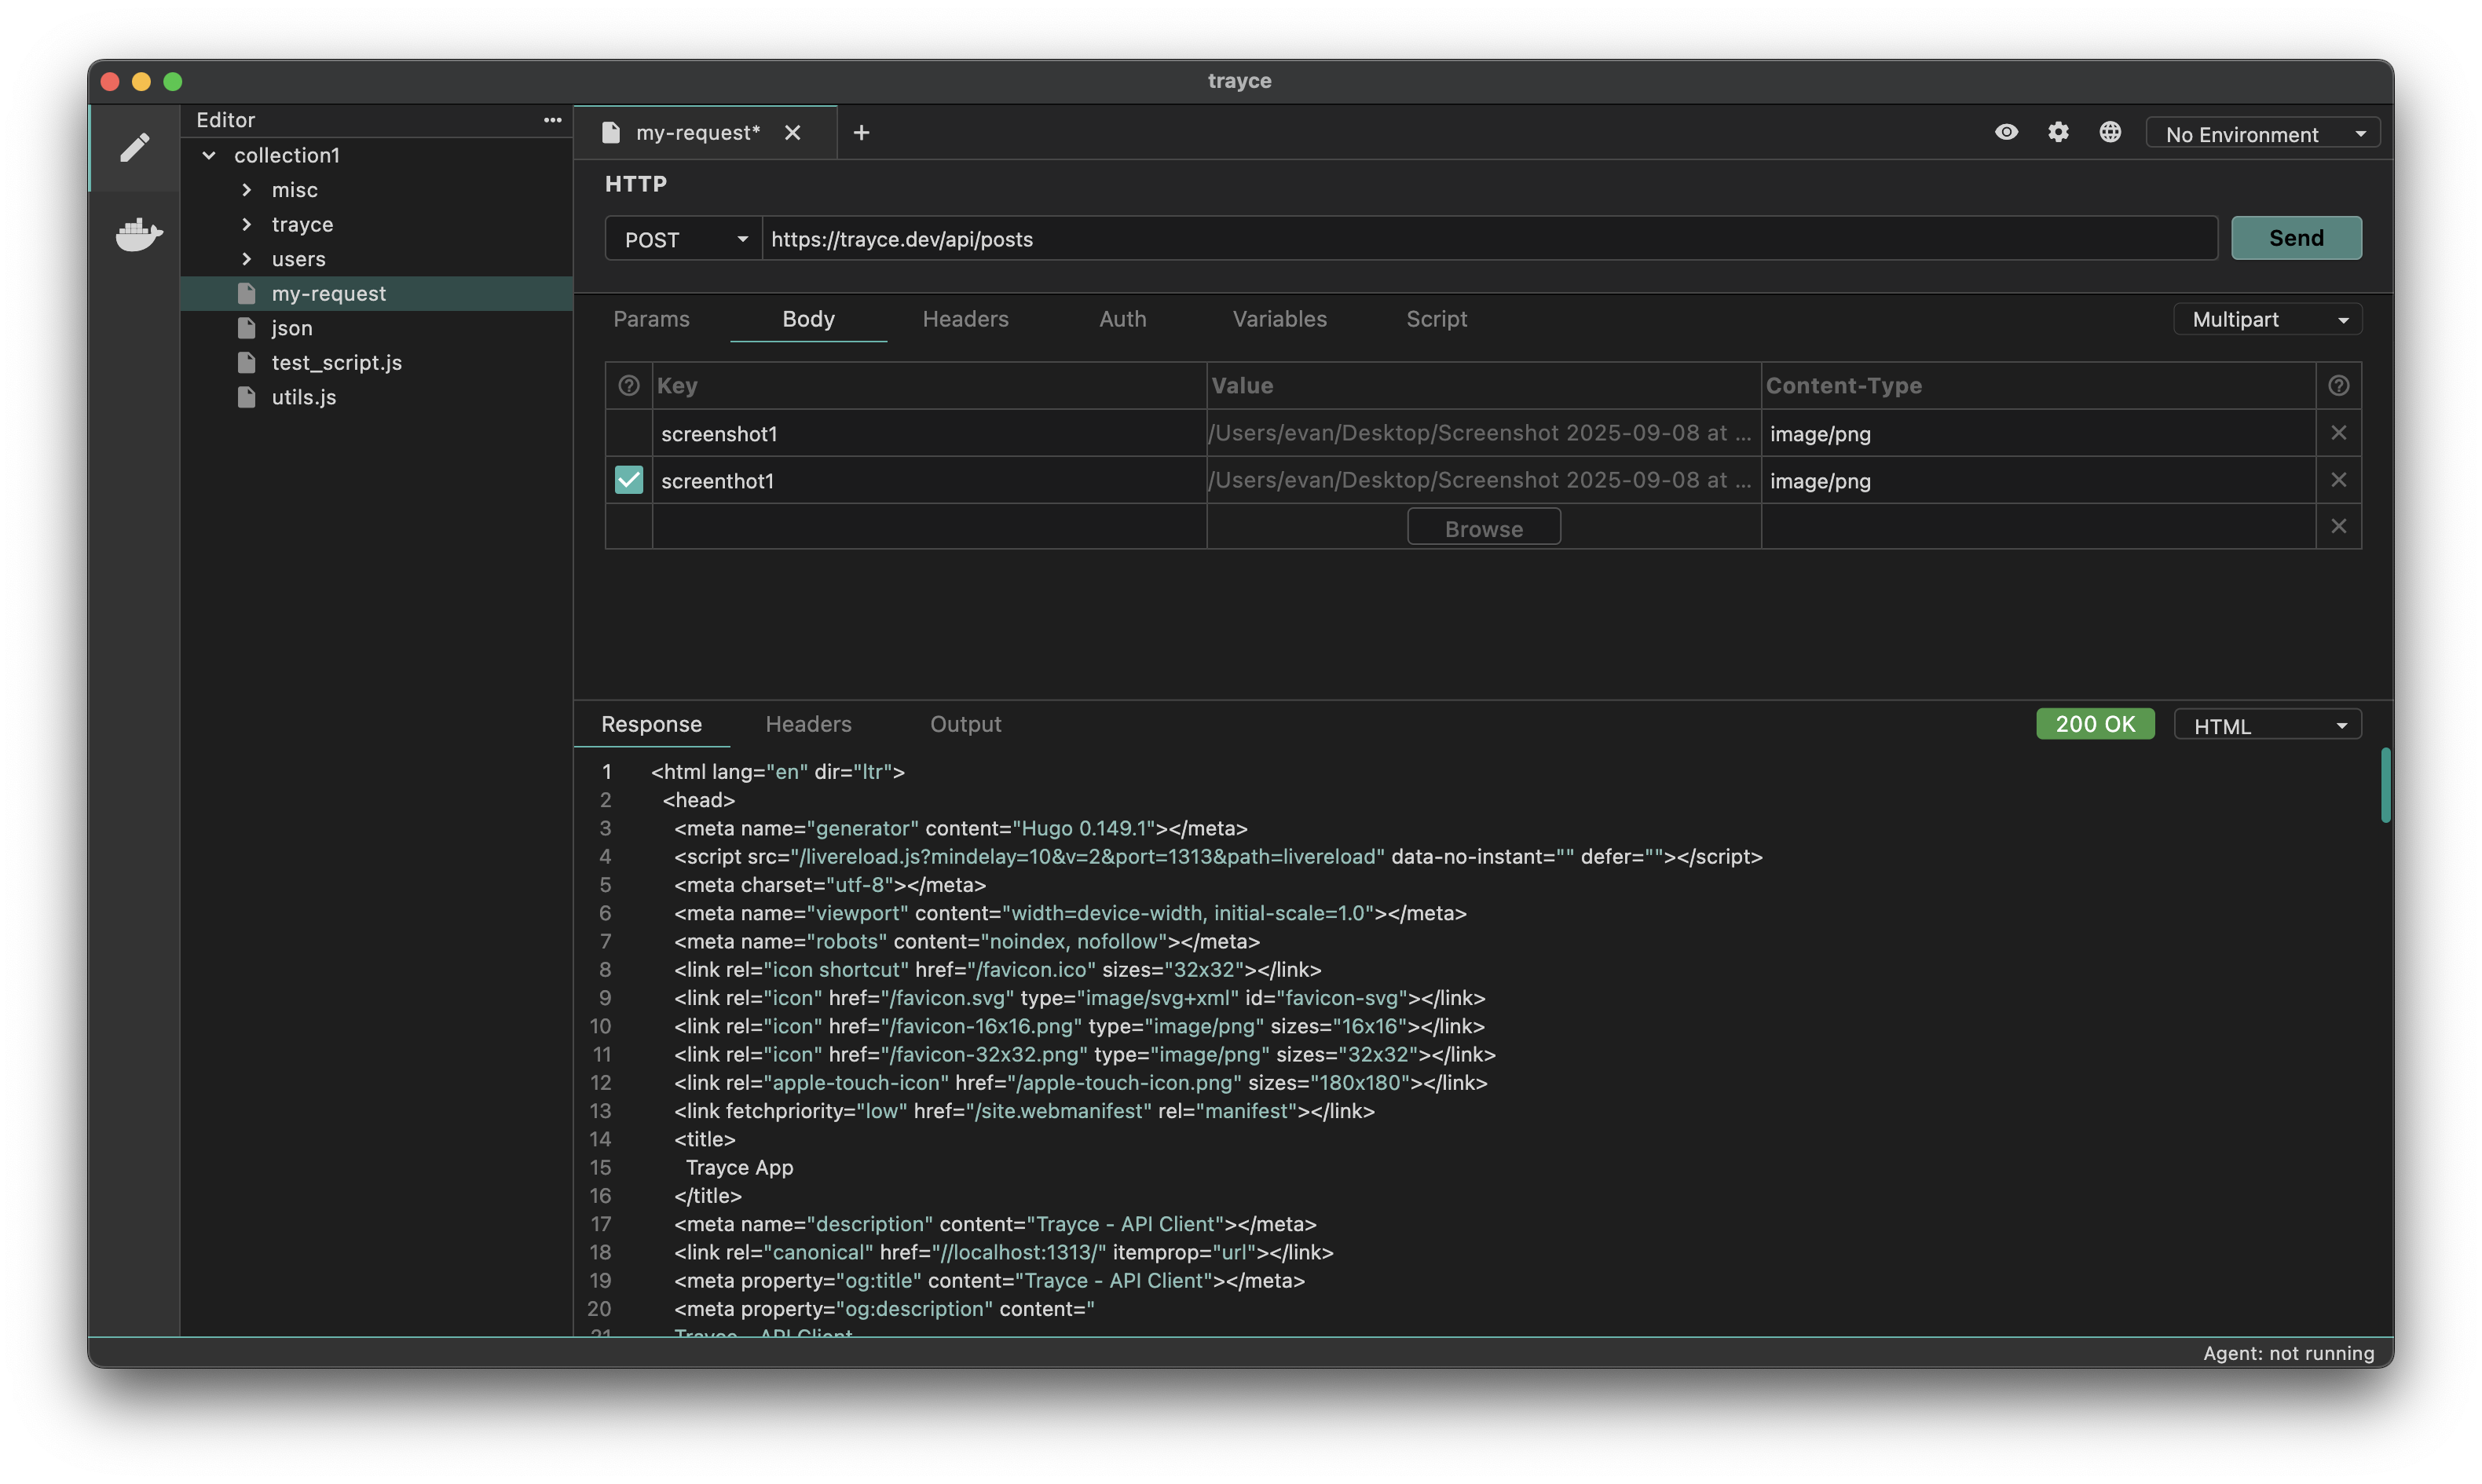 trayce
Editor •••
collection1
misc
trayce
users
my-request
json
test_script.js
utils.js
my-request*
No Environment
HTTP
POST https://trayce.dev/api/posts Send
Params Body Headers Auth Variables Script Multipart
Key Value Content-Type
screenshot1 /Users/evan/Desktop/Screenshot 2025-09-08 at ... image/png
screenthot1 /Users/evan/Desktop/Screenshot 2025-09-08 at ... image/png
Browse
Response Headers Output 200 OK HTML
1 <html lang="en" dir="ltr">
2 <head>
3 <meta name="generator" content="Hugo 0.149.1"></meta>
4 <script src="/livereload.js?mindelay=10&v=2&port=1313&path=livereload" data-no-instant="" defer=""></script>
5 <meta charset="utf-8"></meta>
6 <meta name="viewport" content="width=device-width, initial-scale=1.0"></meta>
7 <meta name="robots" content="noindex, nofollow"></meta>
8 <link rel="icon shortcut" href="/favicon.ico" sizes="32x32"></link>
9 <link rel="icon" href="/favicon.svg" type="image/svg+xml" id="favicon-svg"></link>
10 <link rel="icon" href="/favicon-16x16.png" type="image/png" sizes="16x16"></link>
11 <link rel="icon" href="/favicon-32x32.png" type="image/png" sizes="32x32"></link>
12 <link rel="apple-touch-icon" href="/apple-touch-icon.png" sizes="180x180"></link>
13 <link fetchpriority="low" href="/site.webmanifest" rel="manifest"></link>
14 <title>
15 Trayce App
16 </title>
17 <meta name="description" content="Trayce - API Client"></meta>
18 <link rel="canonical" href="//localhost:1313/" itemprop="url"></link>
19 <meta property="og:title" content="Trayce - API Client"></meta>
20 <meta property="og:description" content="
21 Trayce - API Client
Agent: not running